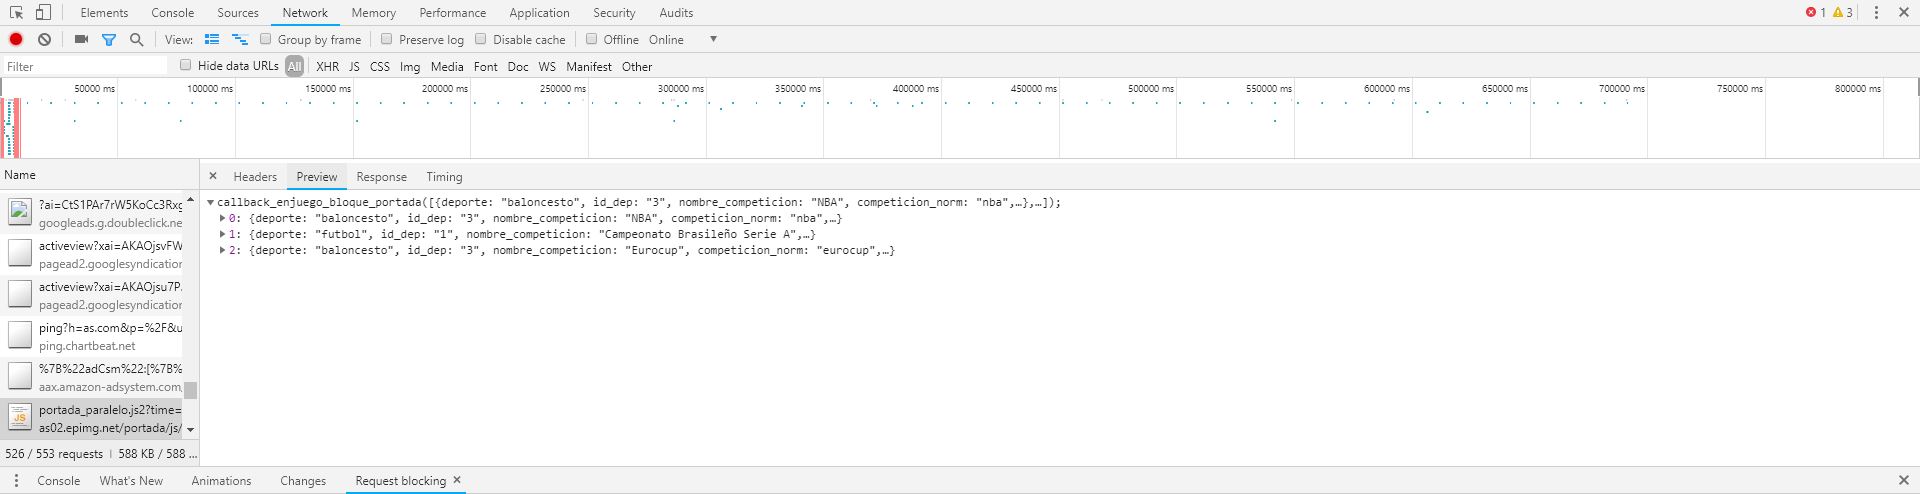 Elements Console Sources Network Memory Performance Application Security Audits 1 3
View: Group by frame Preserve log Disable cache Offline Online
Filter Hide data URLs All XHR JS CSS Img Media Font Doc WS Manifest Other
50000 ms 100000 ms 150000 ms 200000 ms 250000 ms 300000 ms 350000 ms 400000 ms 450000 ms 500000 ms 550000 ms 600000 ms 650000 ms 700000 ms 750000 ms 800000 ms
Name
Headers Preview Response Timing
?ai=CtS1PAr7rW5KoCc3Rxg
googleads.g.doubleclick.ne
activeview?xai=AKAOjsvFW
pagead2.googlesyndication
activeview?xai=AKAOjsu7P
pagead2.googlesyndication
ping?h=as.com&p=%2F&u
ping.chartbeat.net
%7B%22adCsm%22:[%7B%
aax.amazon-adsystem.com
JS
portada_paralelo.js2?time=
as02.epimg.net/portada/js/
callback_enjuego_bloque_portada([{deporte: "baloncesto", id_dep: "3", nombre_competicion: "NBA", competicion_norm: "nba",…},…]);
0: {deporte: "baloncesto", id_dep: "3", nombre_competicion: "NBA", competicion_norm: "nba",…}
1: {deporte: "futbol", id_dep: "1", nombre_competicion: "Campeonato Brasileño Serie A",…}
2: {deporte: "baloncesto", id_dep: "3", nombre_competicion: "Eurocup", competicion_norm: "eurocup",…}
526 / 553 requests | 588 KB / 588 ...
Console What's New Animations Changes Request blocking